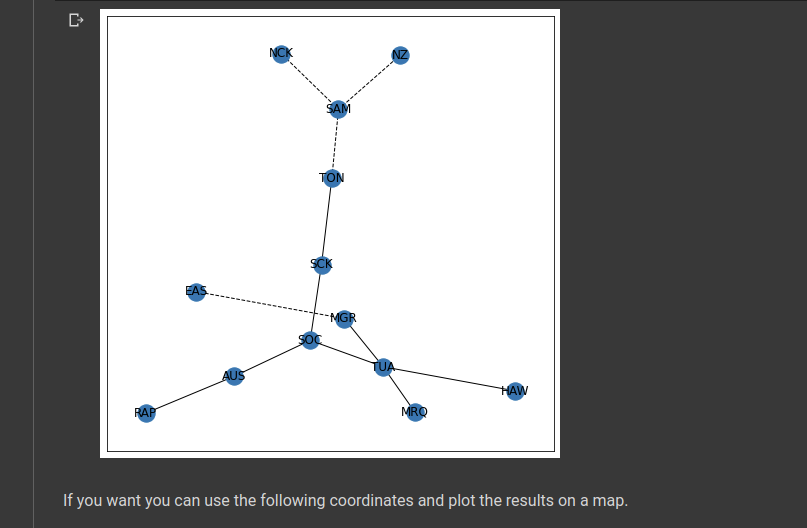 NCK
NZ
SAM
TON
SCK
EAS
MGR
SOC
TUA
AUS
HAW
RAP
MRQ
If you want you can use the following coordinates and plot the results on a map.